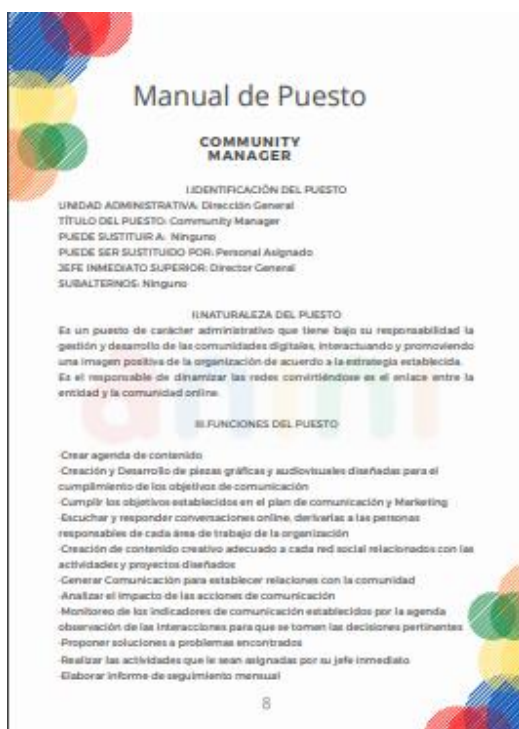 Manual de Puesto
COMMUNITY
MANAGER
I.IDENTIFICACIÓN DEL PUESTO
UNIDAD ADMINISTRATIVA: Dirección General
TÍTULO DEL PUESTO: Community Manager
PUEDE SUSTITUIR A: Ninguno
PUEDE SER SUSTITUIDO POR: Personal Asignado
JEFE INMEDIATO SUPERIOR: Director General
SUBALTERNOS: Ninguno
II.NATURALEZA DEL PUESTO
Es un puesto de carácter administrativo que tiene bajo su responsabilidad la
gestión y desarrollo de las comunidades digitales, interactuando y promoviendo
una imagen positiva de la organización de acuerdo a la estrategia establecida.
Es el responsable de dinamizar las redes convirtiéndose es el enlace entre la
entidad y la comunidad online.
III.FUNCIONES DEL PUESTO
-Crear agenda de contenido
-Creación y Desarrollo de piezas gráficas y audiovisuales diseñadas para el
cumplimiento de los objetivos de comunicación
-Cumplir los objetivos establecidos en el plan de comunicación y Marketing
-Escuchar y responder conversaciones online, derivarlas a las personas
responsables de cada área de trabajo de la organización
-Creación de contenido creativo adecuado a cada red social relacionados con las
actividades y proyectos diseñados
-Generar Comunicación para establecer relaciones con la comunidad
-Analizar el impacto de las acciones de comunicación
-Monitoreo de los indicadores de comunicación establecidos por la agenda
observación de las interacciones para que se tomen las decisiones pertinentes
-Proponer soluciones a problemas encontrados
-Realizar las actividades que le sean asignadas por su jefe inmediato
-Elaborar informe de seguimiento mensual
8